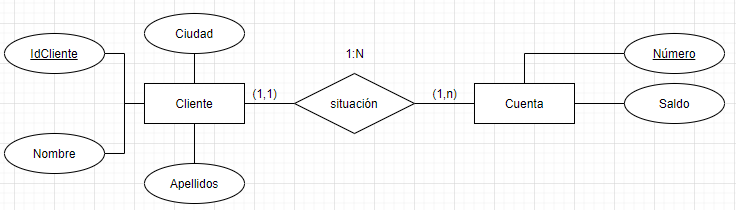 Ciudad
IdCliente
Número
1:N
(1,1)
(1,n)
Cliente
situación
Cuenta
Saldo
Nombre
Apellidos